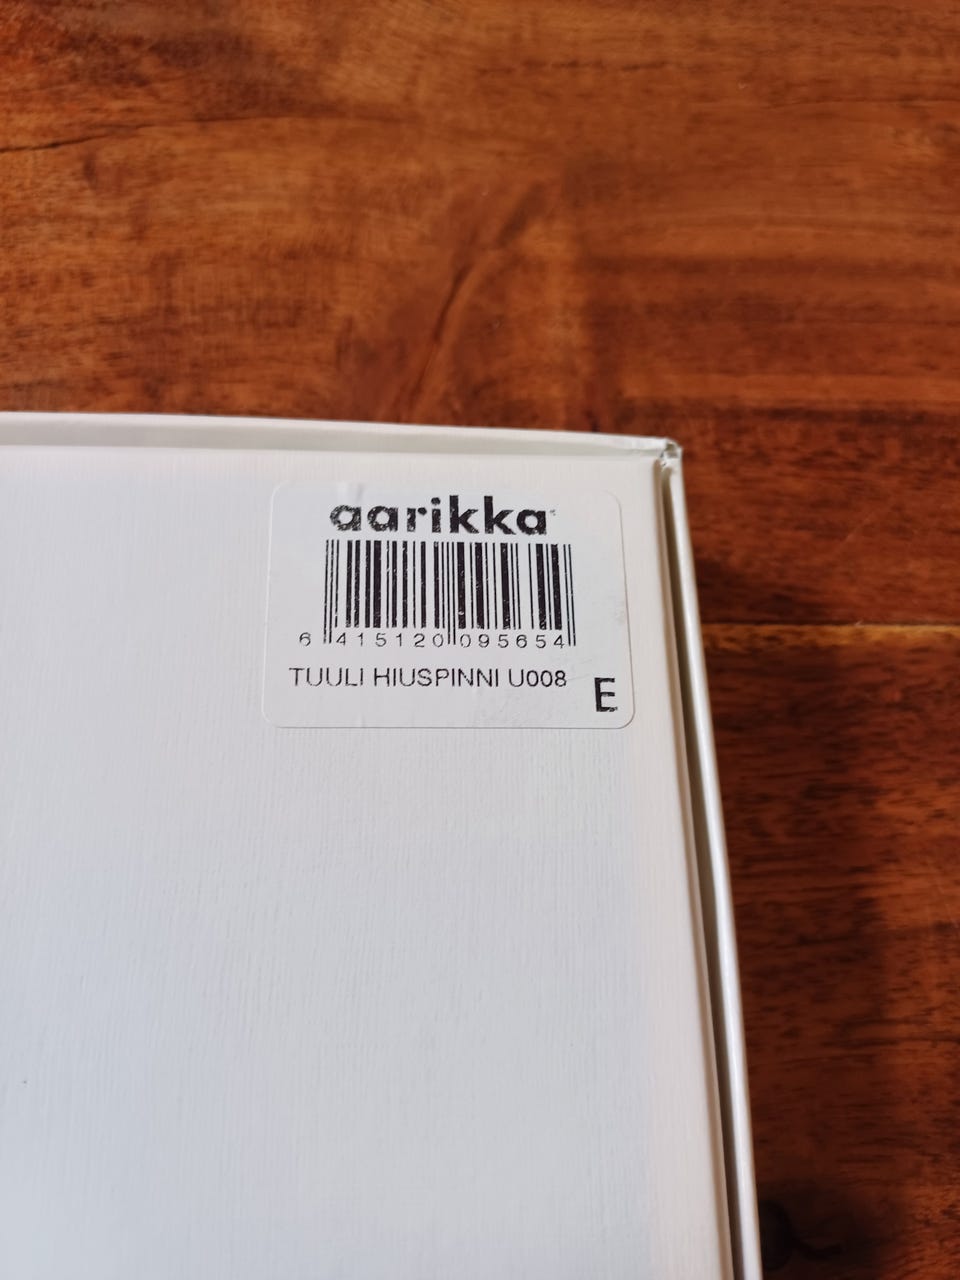 aarikka
6 415120 095654
TUULI HIUSPINNI U008
E